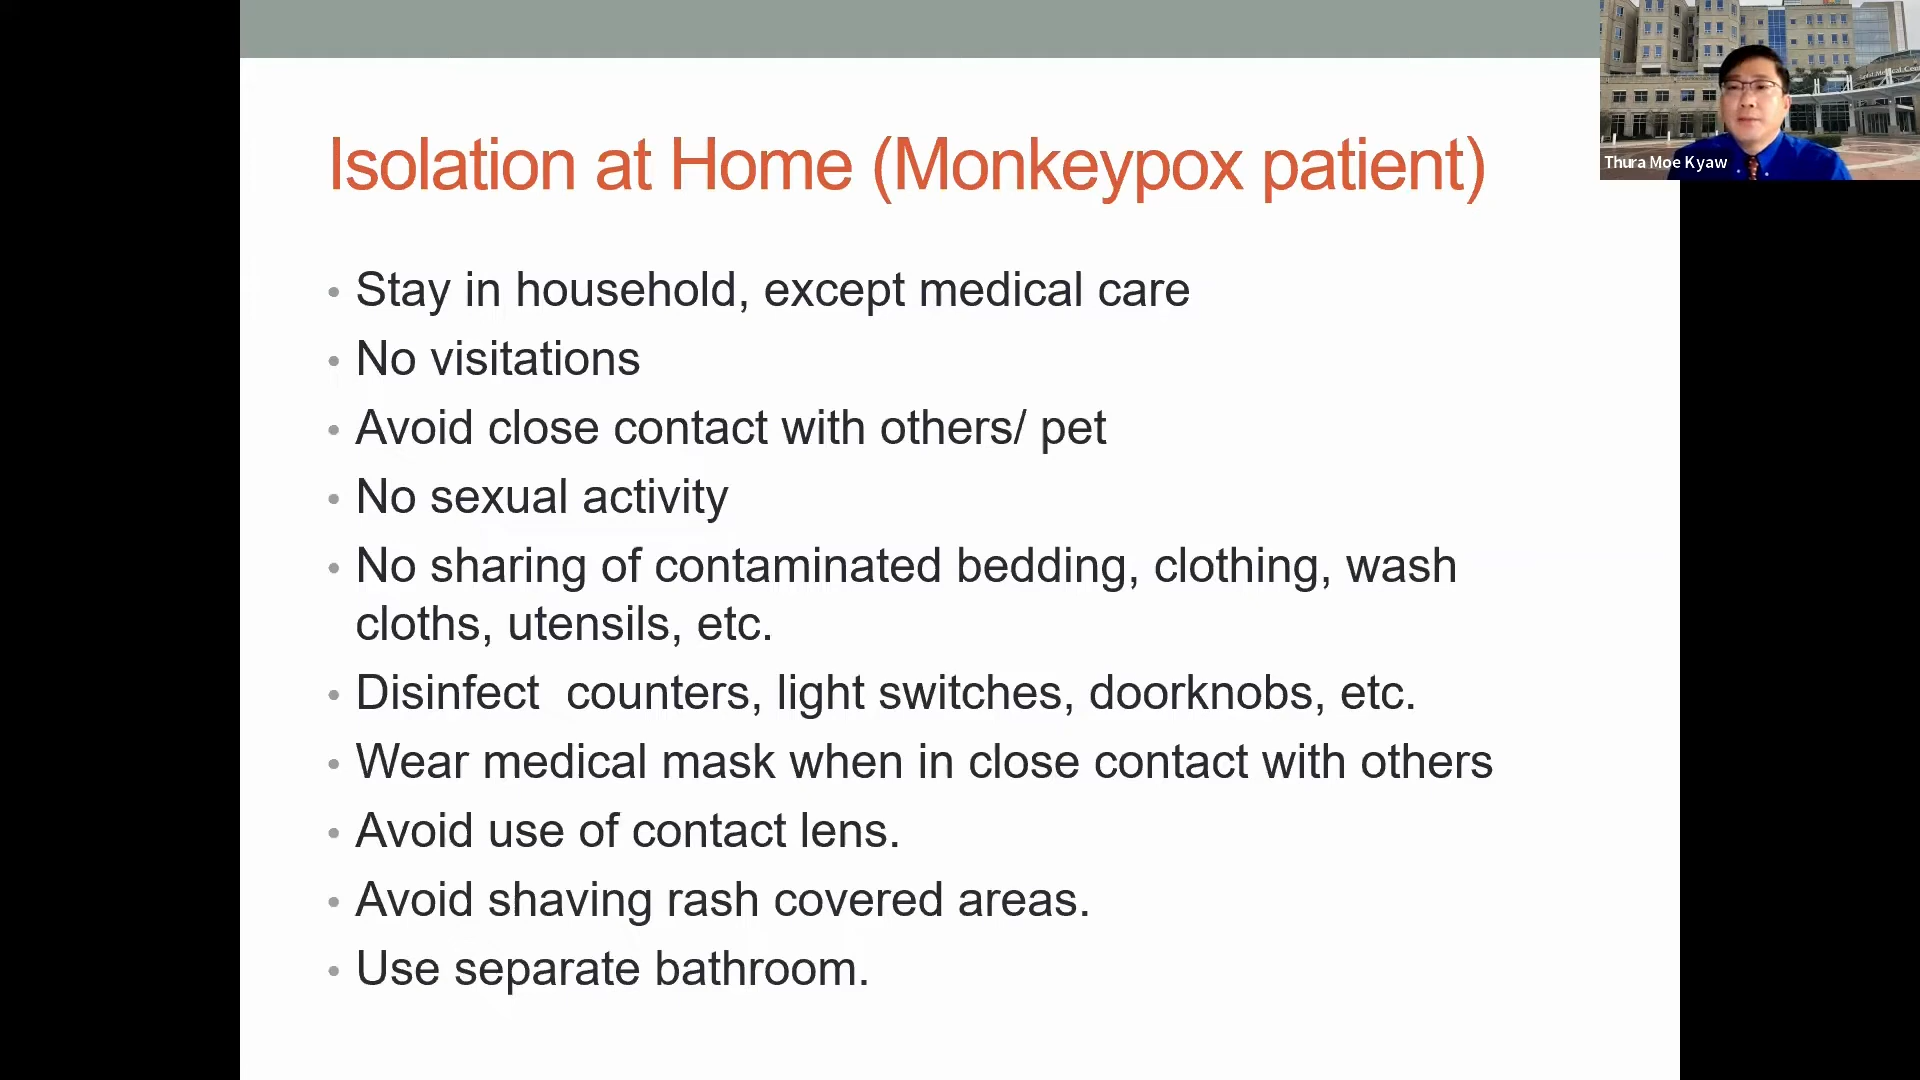 Isolation at Home (Monkeypox patient)
• Stay in household, except medical care
• No visitations
• Avoid close contact with others/ pet
• No sexual activity
• No sharing of contaminated bedding, clothing, wash
cloths, utensils, etc.
• Disinfect  counters, light switches, doorknobs, etc.
• Wear medical mask when in close contact with others
• Avoid use of contact lens.
• Avoid shaving rash covered areas.
• Use separate bathroom.
Thura Moe Kyaw